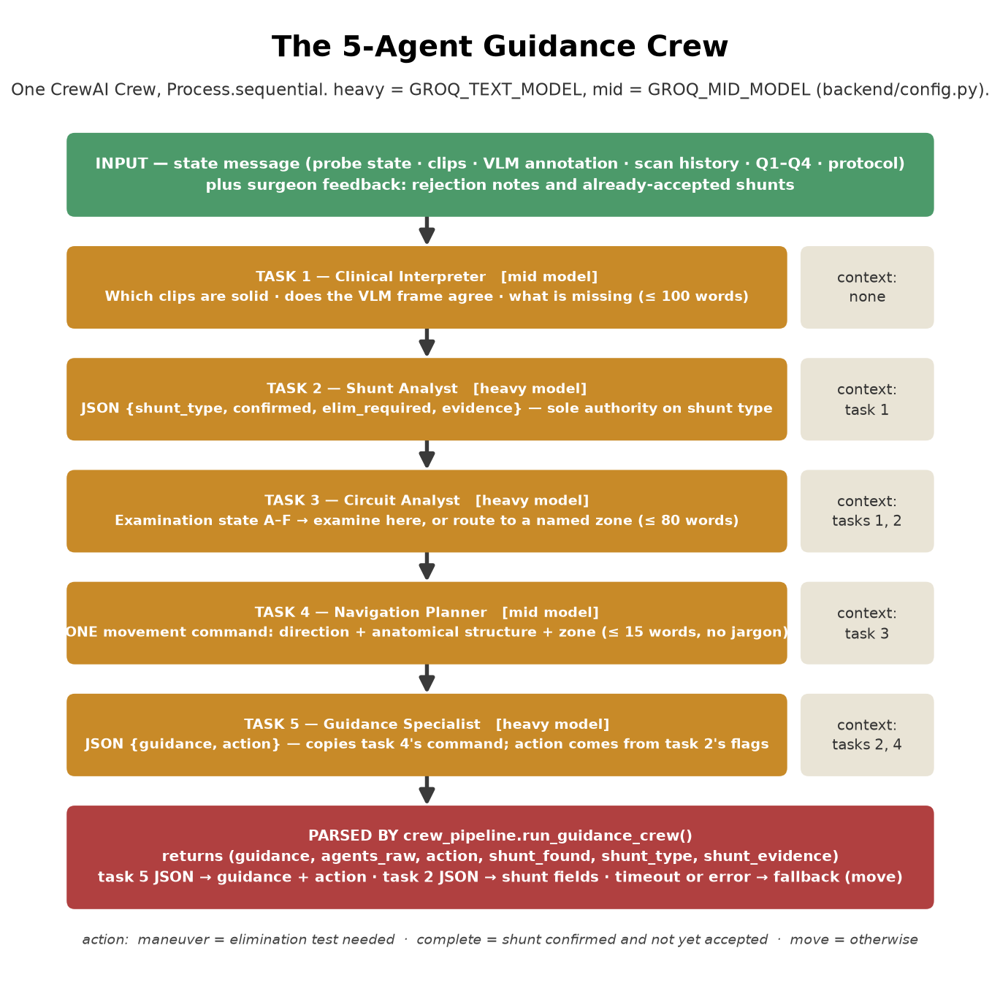 The 5-Agent Guidance Crew
One CrewAI Crew, Process.sequential. heavy = GROQ_TEXT_MODEL, mid = GROQ_MID_MODEL (backend/config.py).
INPUT — state message (probe state · clips · VLM annotation · scan history · Q1–Q4 · protocol)
plus surgeon feedback: rejection notes and already-accepted shunts
TASK 1 — Clinical Interpreter   [mid model]
Which clips are solid · does the VLM frame agree · what is missing (≤ 100 words)
context:
none
TASK 2 — Shunt Analyst   [heavy model]
JSON {shunt_type, confirmed, elim_required, evidence} — sole authority on shunt type
context:
task 1
TASK 3 — Circuit Analyst   [heavy model]
Examination state A–F → examine here, or route to a named zone (≤ 80 words)
context:
tasks 1, 2
TASK 4 — Navigation Planner   [mid model]
ONE movement command: direction + anatomical structure + zone (≤ 15 words, no jargon)
context:
task 3
TASK 5 — Guidance Specialist   [heavy model]
JSON {guidance, action} — copies task 4's command; action comes from task 2's flags
context:
tasks 2, 4
PARSED BY crew_pipeline.run_guidance_crew()
returns (guidance, agents_raw, action, shunt_found, shunt_type, shunt_evidence)
task 5 JSON → guidance + action · task 2 JSON → shunt fields · timeout or error → fallback (move)
action:  maneuver = elimination test needed  ·  complete = shunt confirmed and not yet accepted  ·  move = otherwise